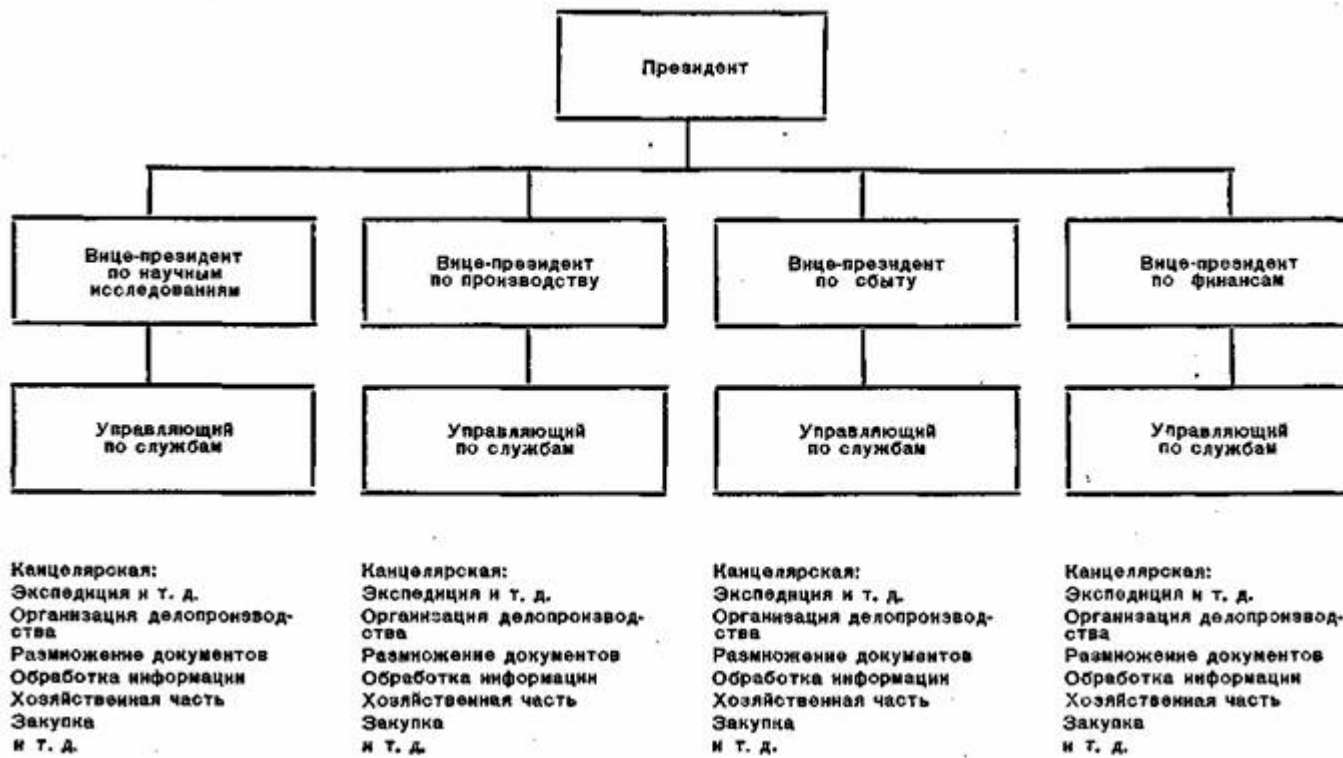 Президент
Вице-президент
по научным
исследованиям
Вице-президент
по производству
Вице-президент
по сбыту
Вице-президент
по финансам
Управляющий
по службам
Управляющий
по службам
Управляющий
по службам
Управляющий
по службам
Канцелярская:
Экспедиция и т. д.
Организация делопроизвод-
ства
Размножение документов
Обработка информации
Хозяйственная часть
Закупка
и т. д.
Канцелярская:
Экспедиция и т. д.
Организация делопроизвод-
ства
Размножение документов
Обработка информации
Хозяйственная часть
Закупка
и т. д.
Канцелярская:
Экспедиция и т. д.
Организация делопроизвод-
ства
Размножение документов
Обработка информации
Хозяйственная часть
Закупка
и т. д.
Канцелярская:
Экспедиция и т. д.
Организация делопроизвод-
ства
Размножение документов
Обработка информации
Хозяйственная часть
Закупка
и т. д.